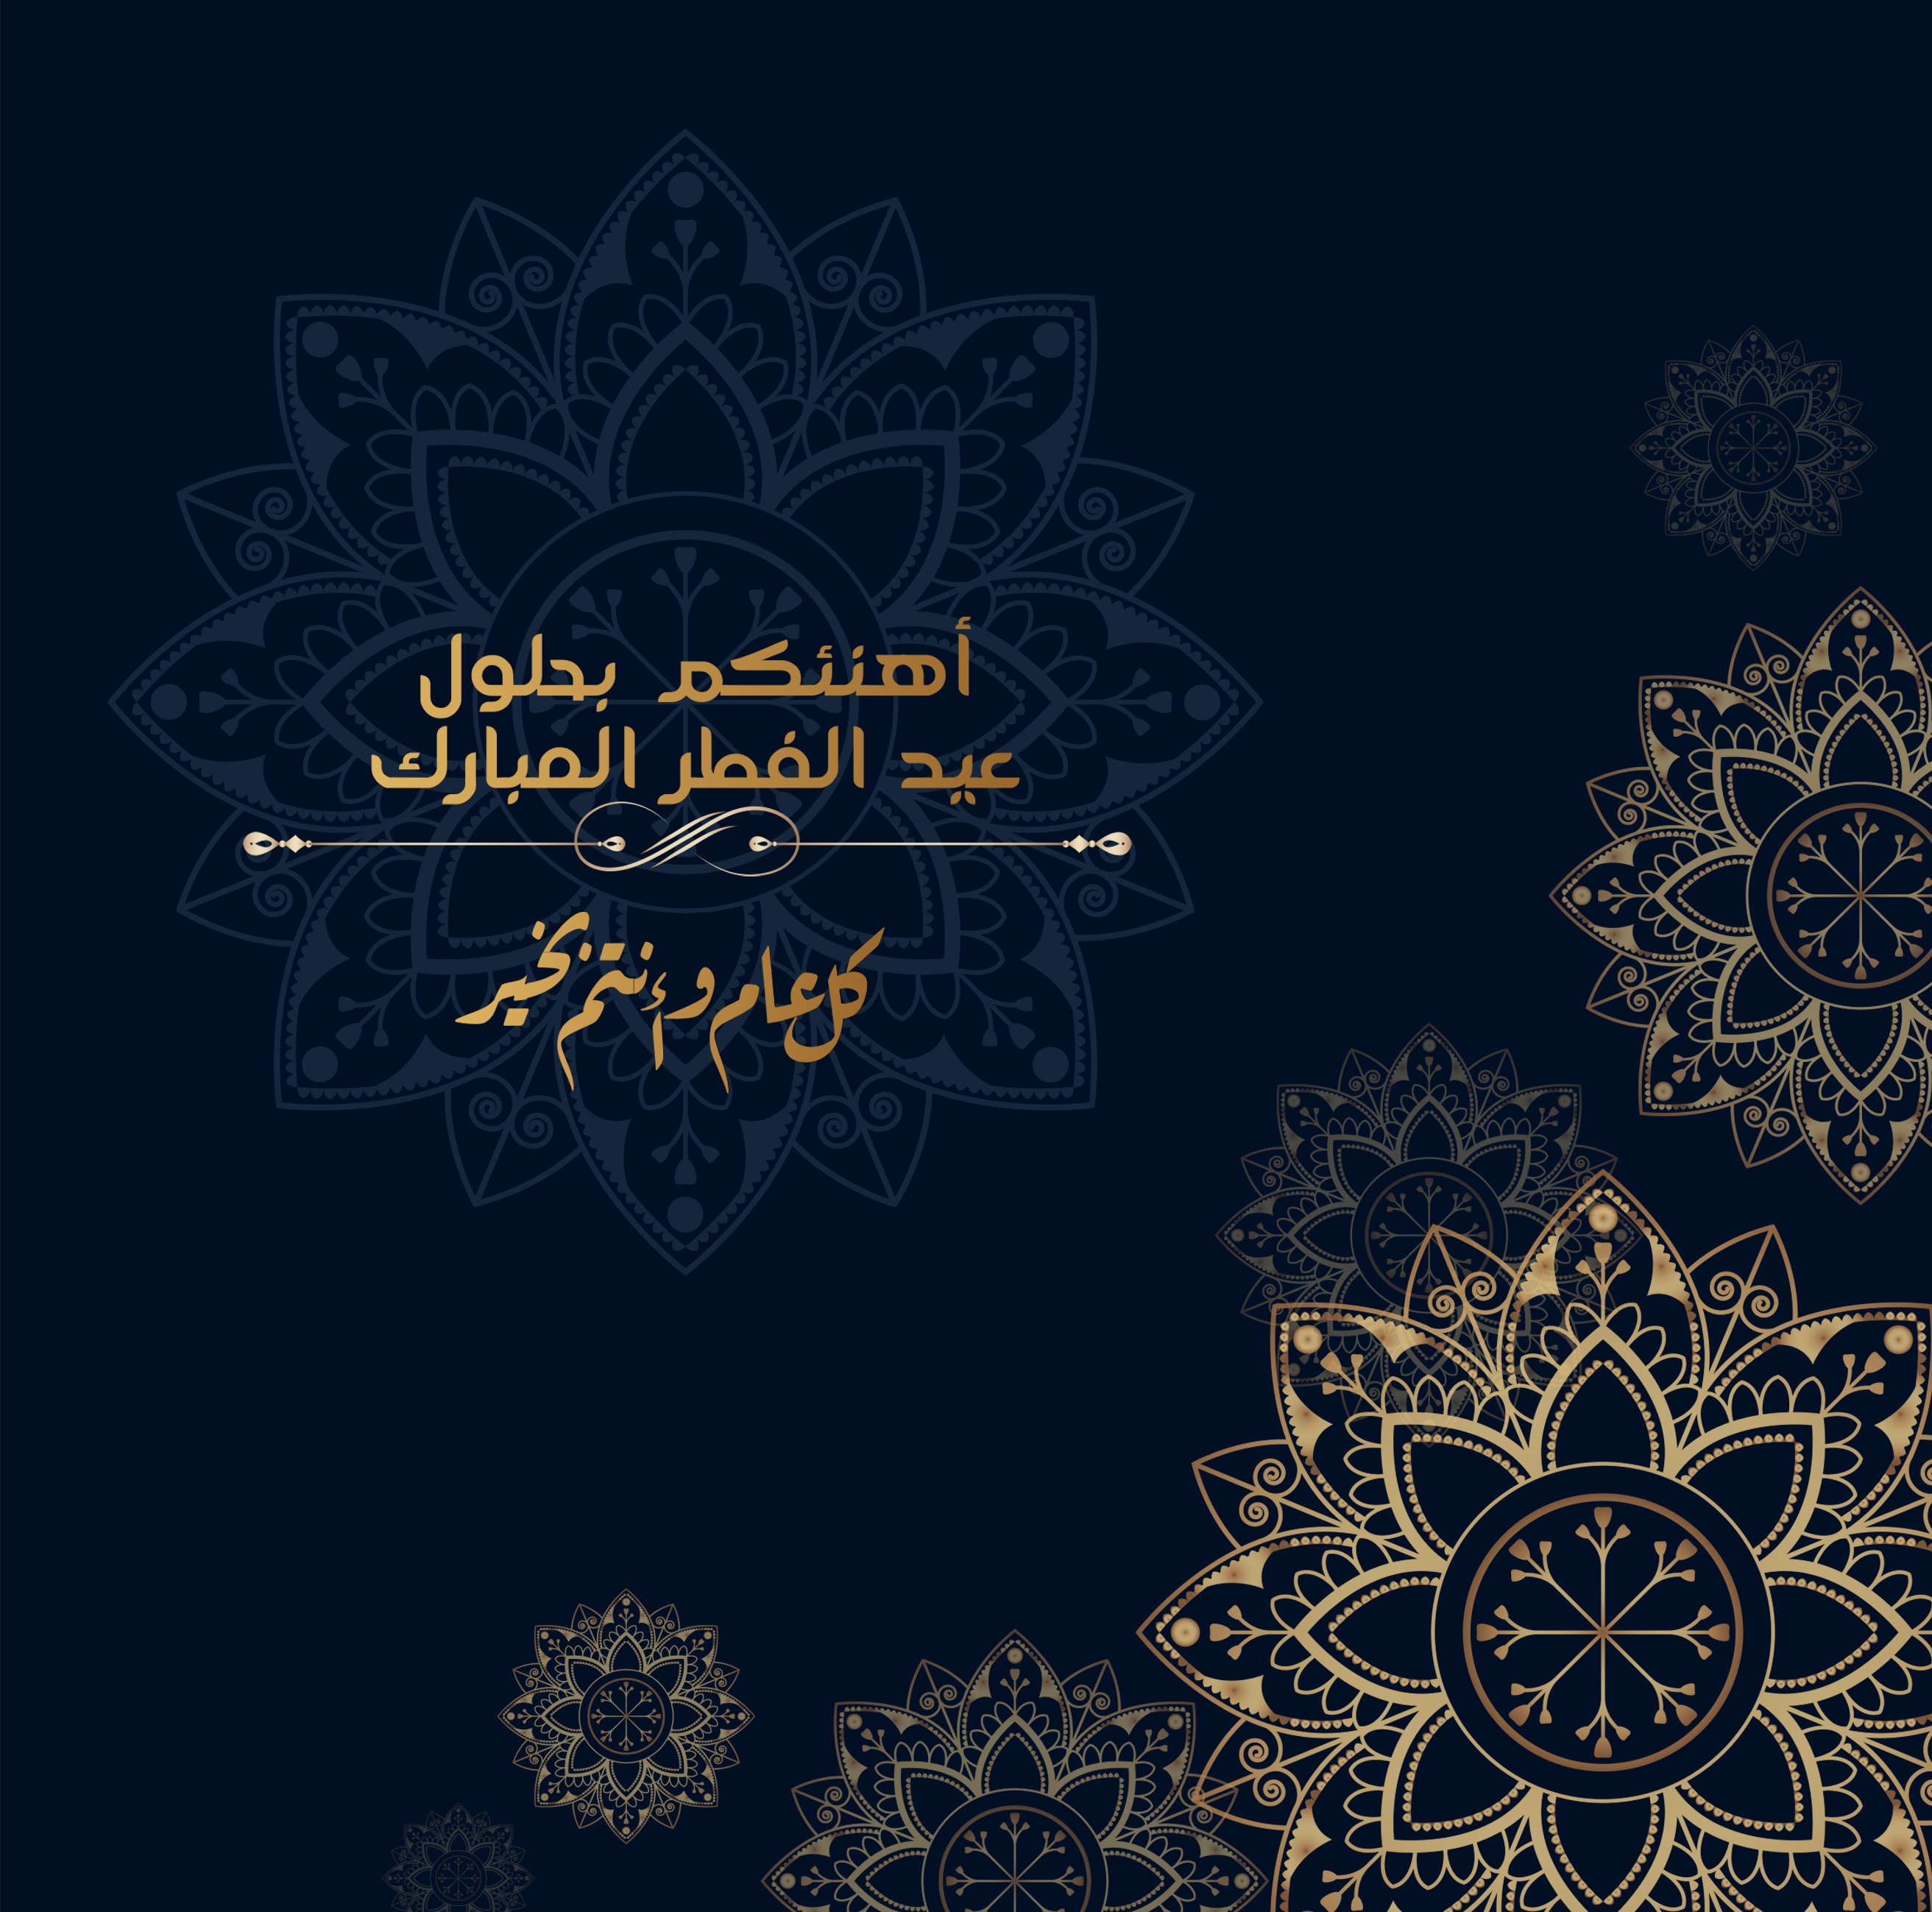 أهنئكم بحلول
عيد الفطر المبارك
كل عام وأنتم بخير